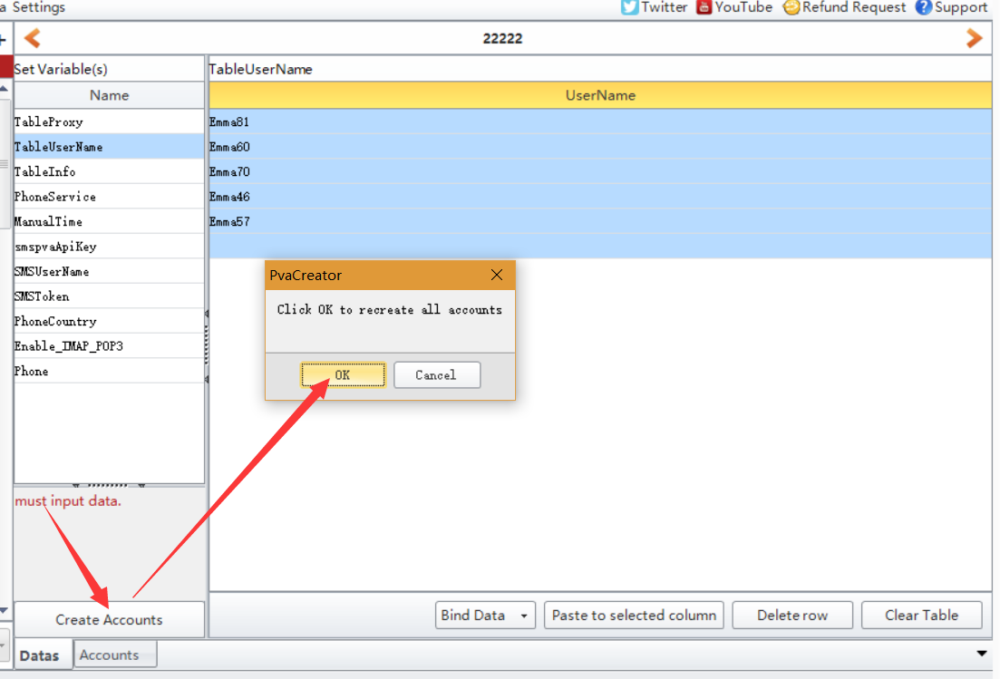 a Settings
Twitter YouTube Refund Request Support
22222
Set Variable(s)
TableUserName
Name
UserName
TableProxy
Emma81
TableUserName
Emma60
TableInfo
Emma70
PhoneService
Emma46
ManualTime
Emma57
smspvaApiKey
SMSUserName
SMSToken
PhoneCountry
Enable_IMAP_POP3
Phone
PvaCreator
Click OK to recreate all accounts
OK Cancel
must input data.
Create Accounts
Bind Data Paste to selected column Delete row Clear Table
Datas Accounts